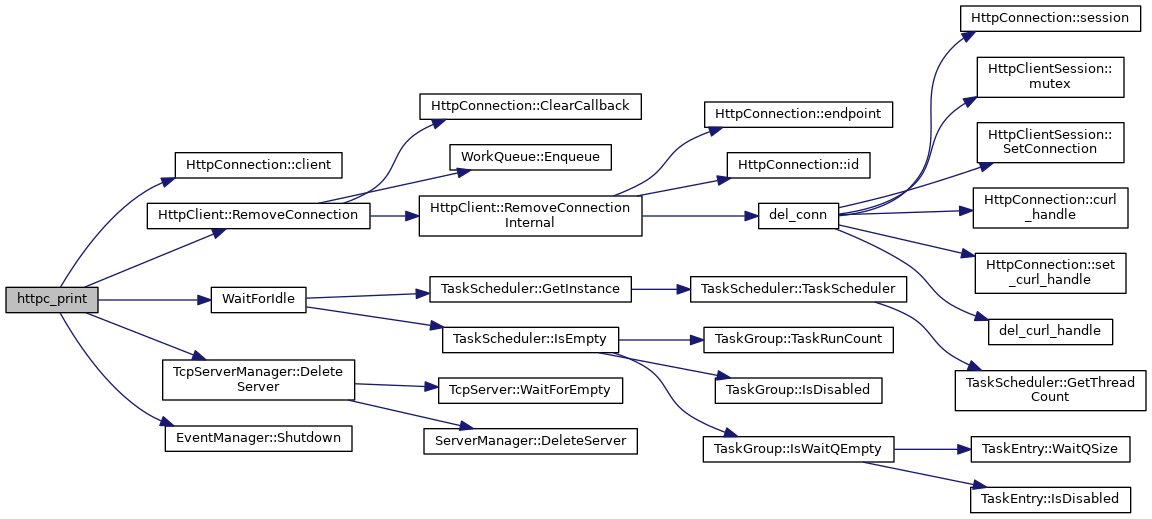 httpc_print
HttpConnection::client
HttpClient::RemoveConnection
WaitForIdle
TcpServerManager::Delete
Server
EventManager::Shutdown
HttpConnection::ClearCallback
WorkQueue::Enqueue
HttpClient::RemoveConnection
Internal
TaskScheduler::GetInstance
TaskScheduler::IsEmpty
TcpServer::WaitForEmpty
ServerManager::DeleteServer
HttpConnection::endpoint
HttpConnection::id
del_conn
TaskScheduler::TaskScheduler
TaskGroup::TaskRunCount
TaskGroup::IsDisabled
TaskGroup::IsWaitQEmpty
HttpConnection::session
HttpClientSession::
mutex
HttpClientSession::
SetConnection
HttpConnection::curl
_handle
HttpConnection::set
_curl_handle
del_curl_handle
TaskScheduler::GetThread
Count
TaskEntry::WaitQSize
TaskEntry::IsDisabled